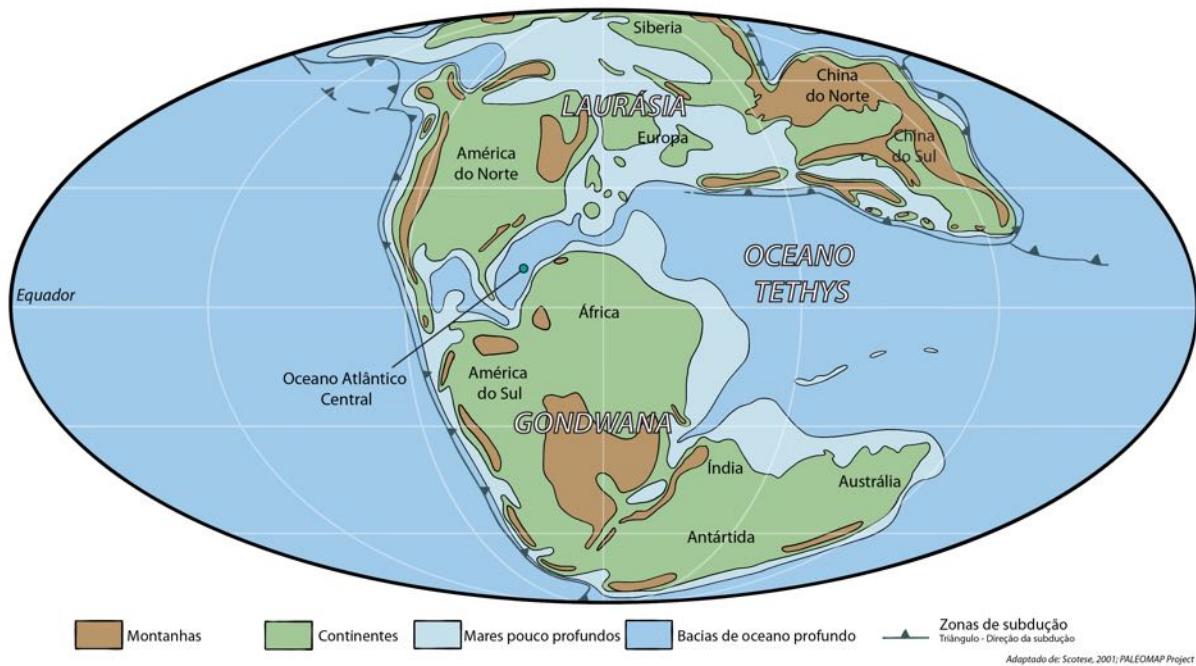 Siberia
China
do Norte
LAURÁSIA
Europa
China
do Sul
América
do Norte
OCEANO
TETHYS
Equador
África
Oceano Atlântico
Central
América
do Sul
GONDWANA
Índia
Austrália
Antártida
Montanhas
Continentes
Mares pouco profundos
Bacias de oceano profundo
Zonas de subdução
Triângulo - Direção da subdução
Adaptado de: Scotese, 2001; PALEOMAP Project